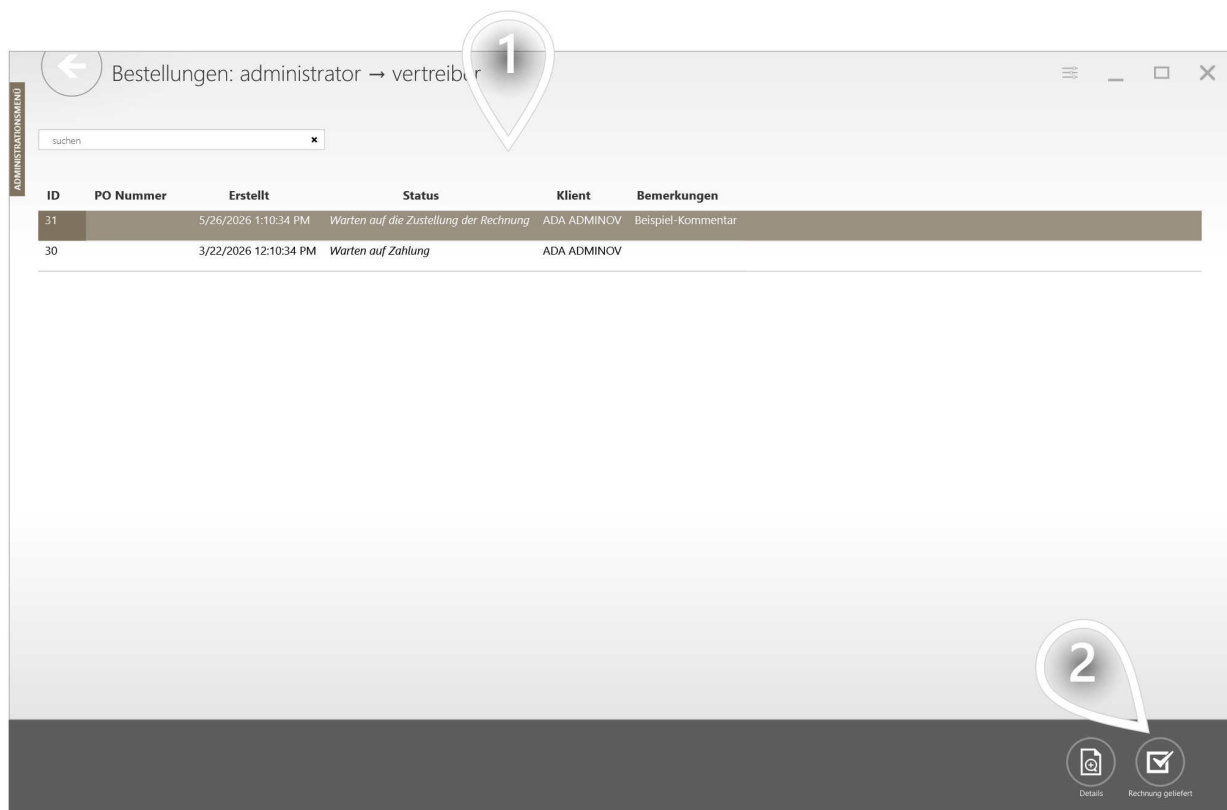 1
Bestellungen: administrator → vertreiber
ADMINISTRATIONSMENÜ
suchen
ID PO Nummer Erstellt Status Klient Bemerkungen
31 5/26/2026 1:10:34 PM Warten auf die Zustellung der Rechnung ADA ADMINOV Beispiel-Kommentar
30 3/22/2026 12:10:34 PM Warten auf Zahlung ADA ADMINOV
2
Details Rechnung geliefert